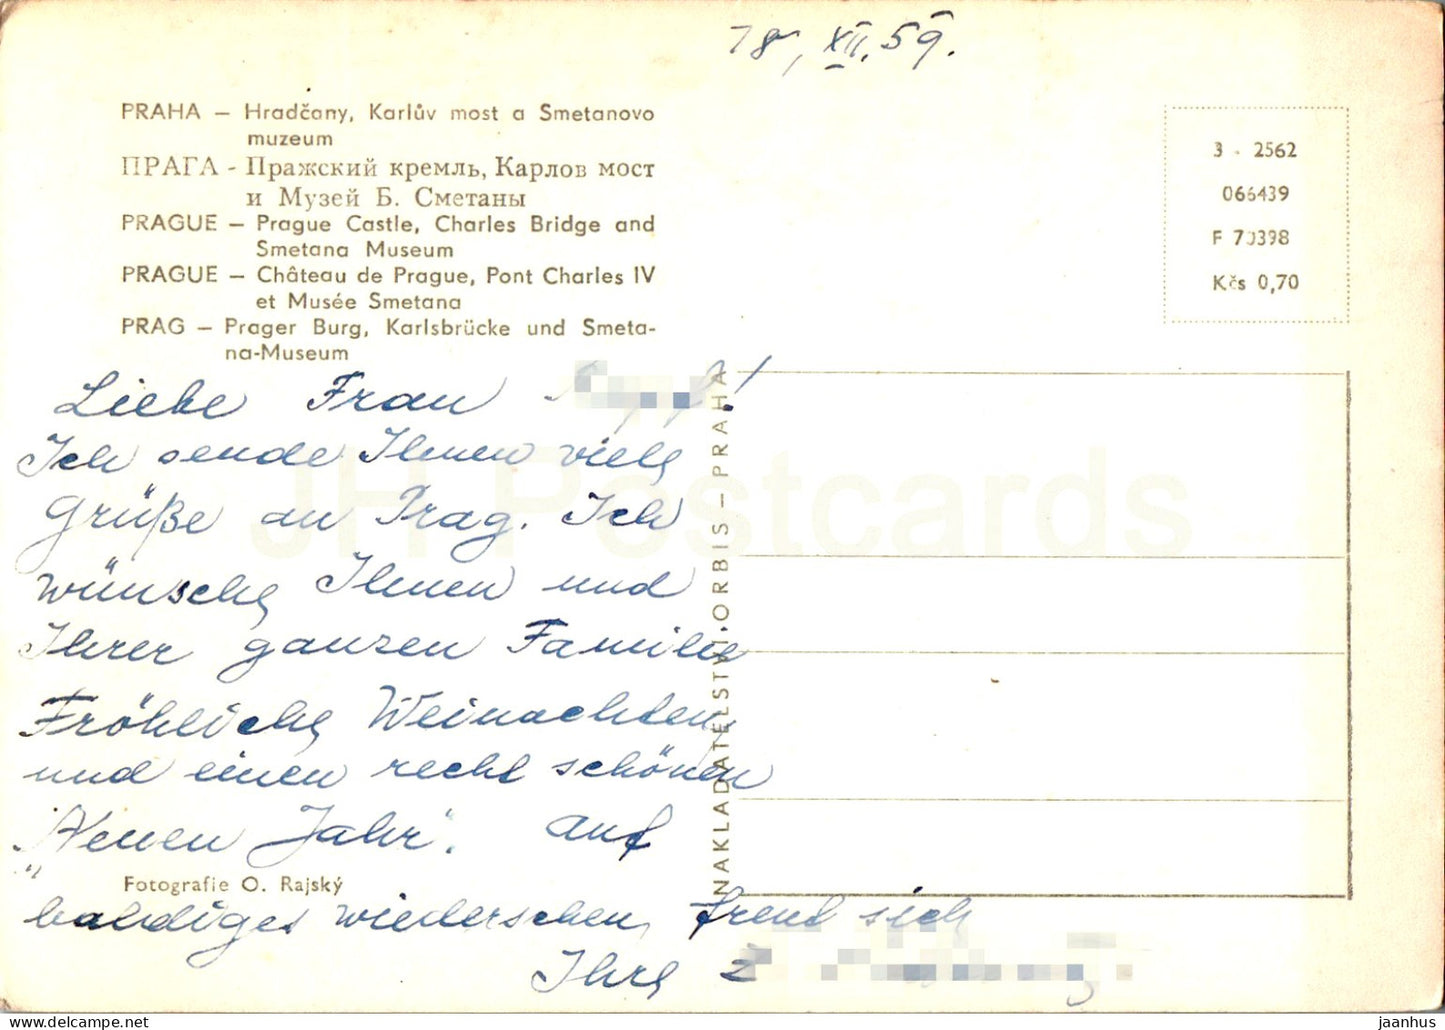 18, XII. 59.
PRAHA – Hradčany, Karlův most a Smetanovo
muzeum
ПРАГА - Пражский кремль, Карлов мост
и Музей Б. Сметаны
PRAGUE – Prague Castle, Charles Bridge and
Smetana Museum
PRAGUE – Château de Prague, Pont Charles IV
et Musée Smetana
PRAG – Prager Burg, Karlsbrücke und Smeta-
na-Museum
3 - 2562
066439
F 70398
Kčs 0,70
Liebe Frau
Ich sende Ihnen viele
Grüße an Prag. Ich
wünsche Ihnen und
Ihrer ganzen Familie
Fröhliche Weinachten,
und einen recht schönen
"Neuen Jahr". Auf
baldiges wiedersehen, freut sich
Ihre
Fotografie O. Rajský
NAKLADATELSTVÍ ORBIS – PRAHA
JH Postcards
www.delcampe.net
jaanhus